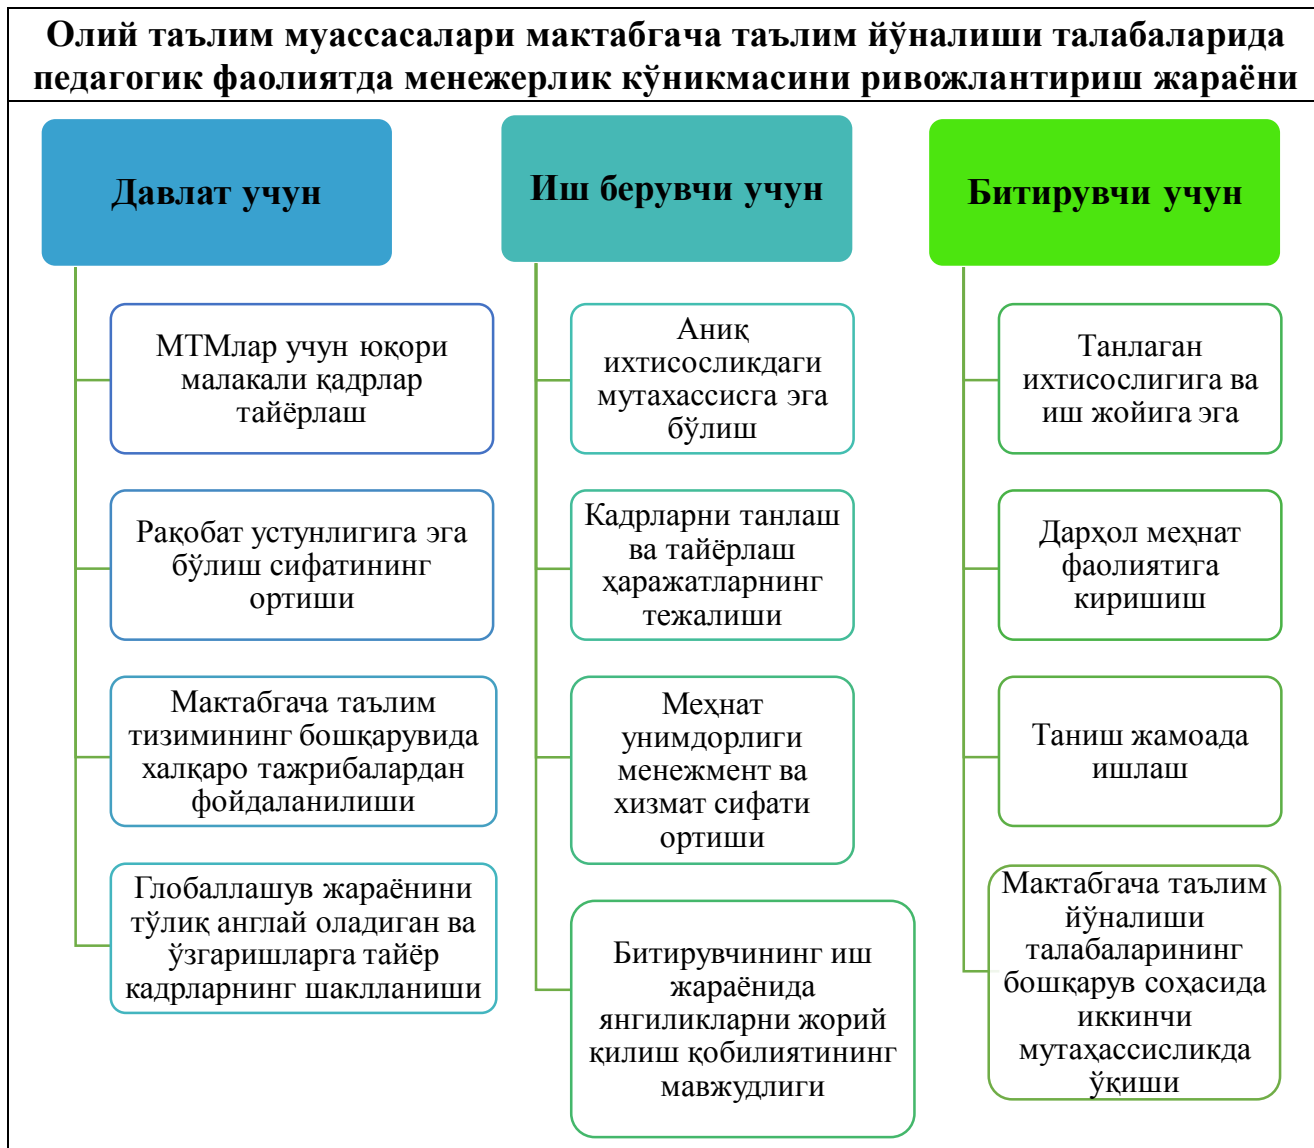 Олий таълим муассасалари мактабгача таълим йўналиши талабаларида
педагогик фаолиятда менежерлик кўникмасини ривожлантириш жараёни
Давлат учун
МТМлар учун юқори
малакали қадрлар
тайёрлаш
Рақобат устунлигига эга
бўлиш сифатининг
ортиши
Мактабгача таълим
тизимининг бошқарувида
халқаро тажрибалардан
фойдаланилиши
Глобаллашув жараёнини
тўлиқ англай оладиган ва
ўзгаришларга тайёр
кадрларнинг шаклланиши
Иш берувчи учун
Аниқ
ихтисосликдаги
мутахассисга эга
бўлиш
Кадрларни танлаш
ва тайёрлаш
ҳаражатларнинг
тежалиши
Меҳнат
унимдорлиги
менежмент ва
хизмат сифати
ортиши
Битирувчининг иш
жараёнида
янгиликларни жорий
қилиш қобилиятининг
мавжудлиги
Битирувчи учун
Танлаган
ихтисослигига ва
иш жойига эга
Дарҳол меҳнат
фаолиятига
киришиш
Таниш жамоада
ишлаш
Мактабгача таълим
йўналиши
талабаларининг
бошқарув соҳасида
иккинчи
мутаҳассисликда
ўқиши